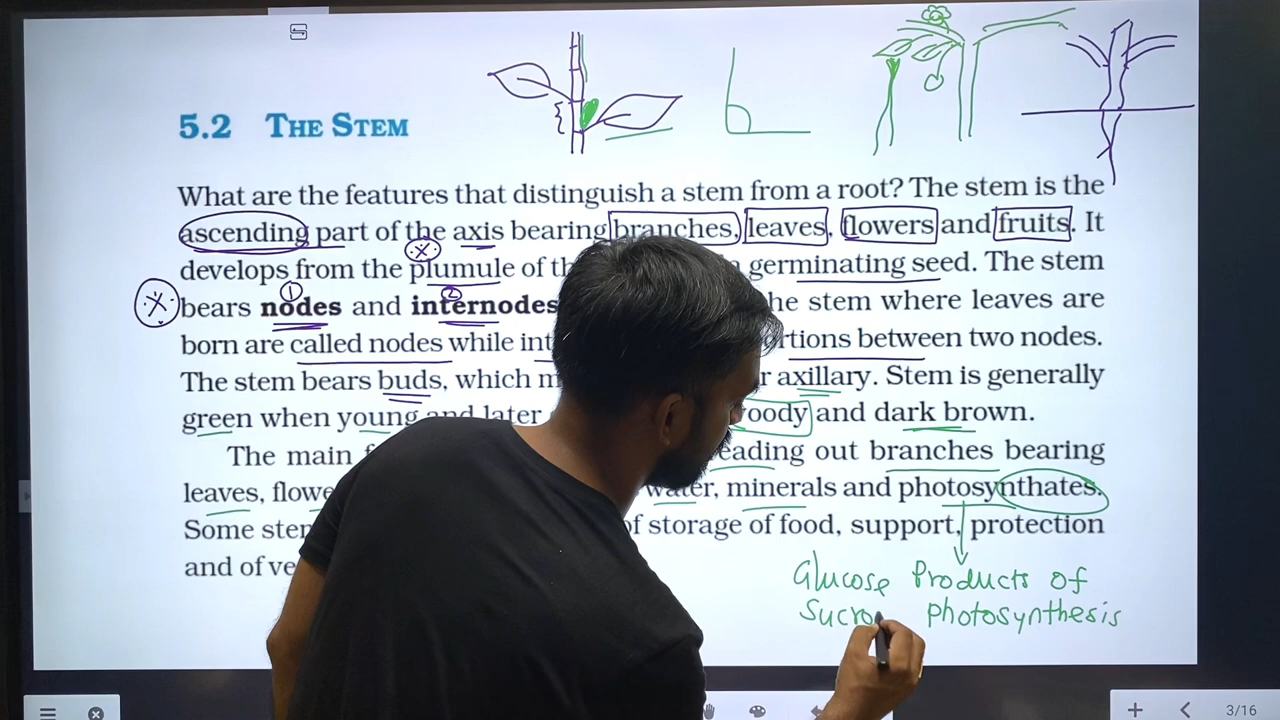 5.2 THE STEM
What are the features that distinguish a stem from a root? The stem is the
ascending part of the axis bearing branches, leaves, flowers and fruits. It
develops from the plumule of germinating seed. The stem
1 2
bears nodes and internodes he stem where leaves are
born are called nodes while int rtions between two nodes.
The stem bears buds, which m r axillary. Stem is generally
green when young and later oody and dark brown.
The main eading out branches bearing
leaves, flowe water, minerals and photosynthates.
Some ster of storage of food, support, protection
and of ve
Glucose Products of
Sucro photosynthesis
3/16